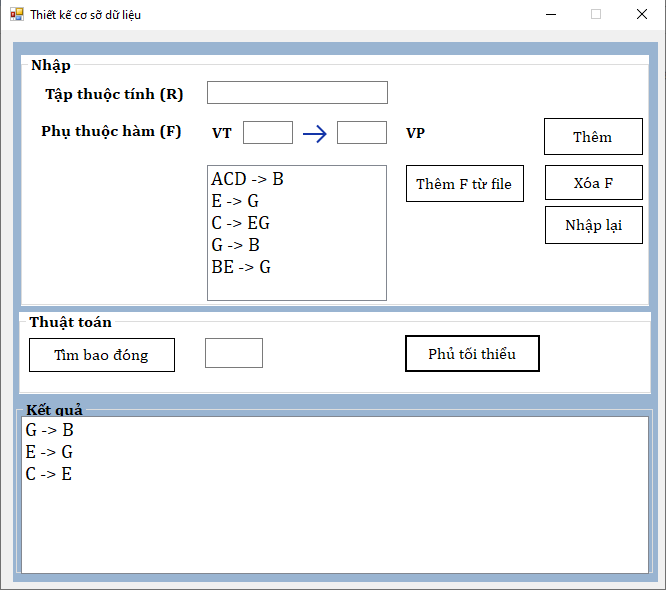 Thiết kế cơ sỡ dữ liệu
Nhập
Tập thuộc tính (R)
Phụ thuộc hàm (F) VT VP Thêm
ACD -> B
E -> G
C -> EG
G -> B
BE -> G
Thêm F từ file
Xóa F
Nhập lại
Thuật toán
Tìm bao đóng
Phủ tối thiểu
Kết quả
G -> B
E -> G
C -> E